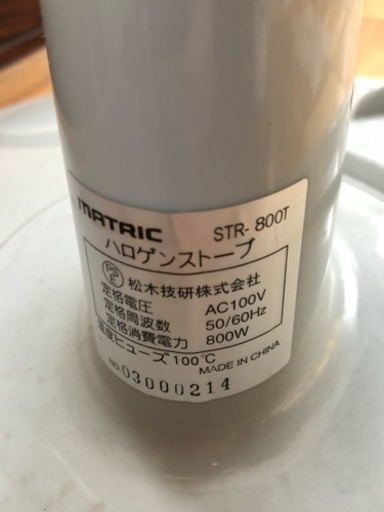 MATRIC STR-800T
ハロゲンストーブ
PSE 松木技研株式会社
定格電圧 AC100V
定格周波数 50/60Hz
定格消費電力 800W
温度ヒューズ 100℃
MADE IN CHINA
NO 03000214